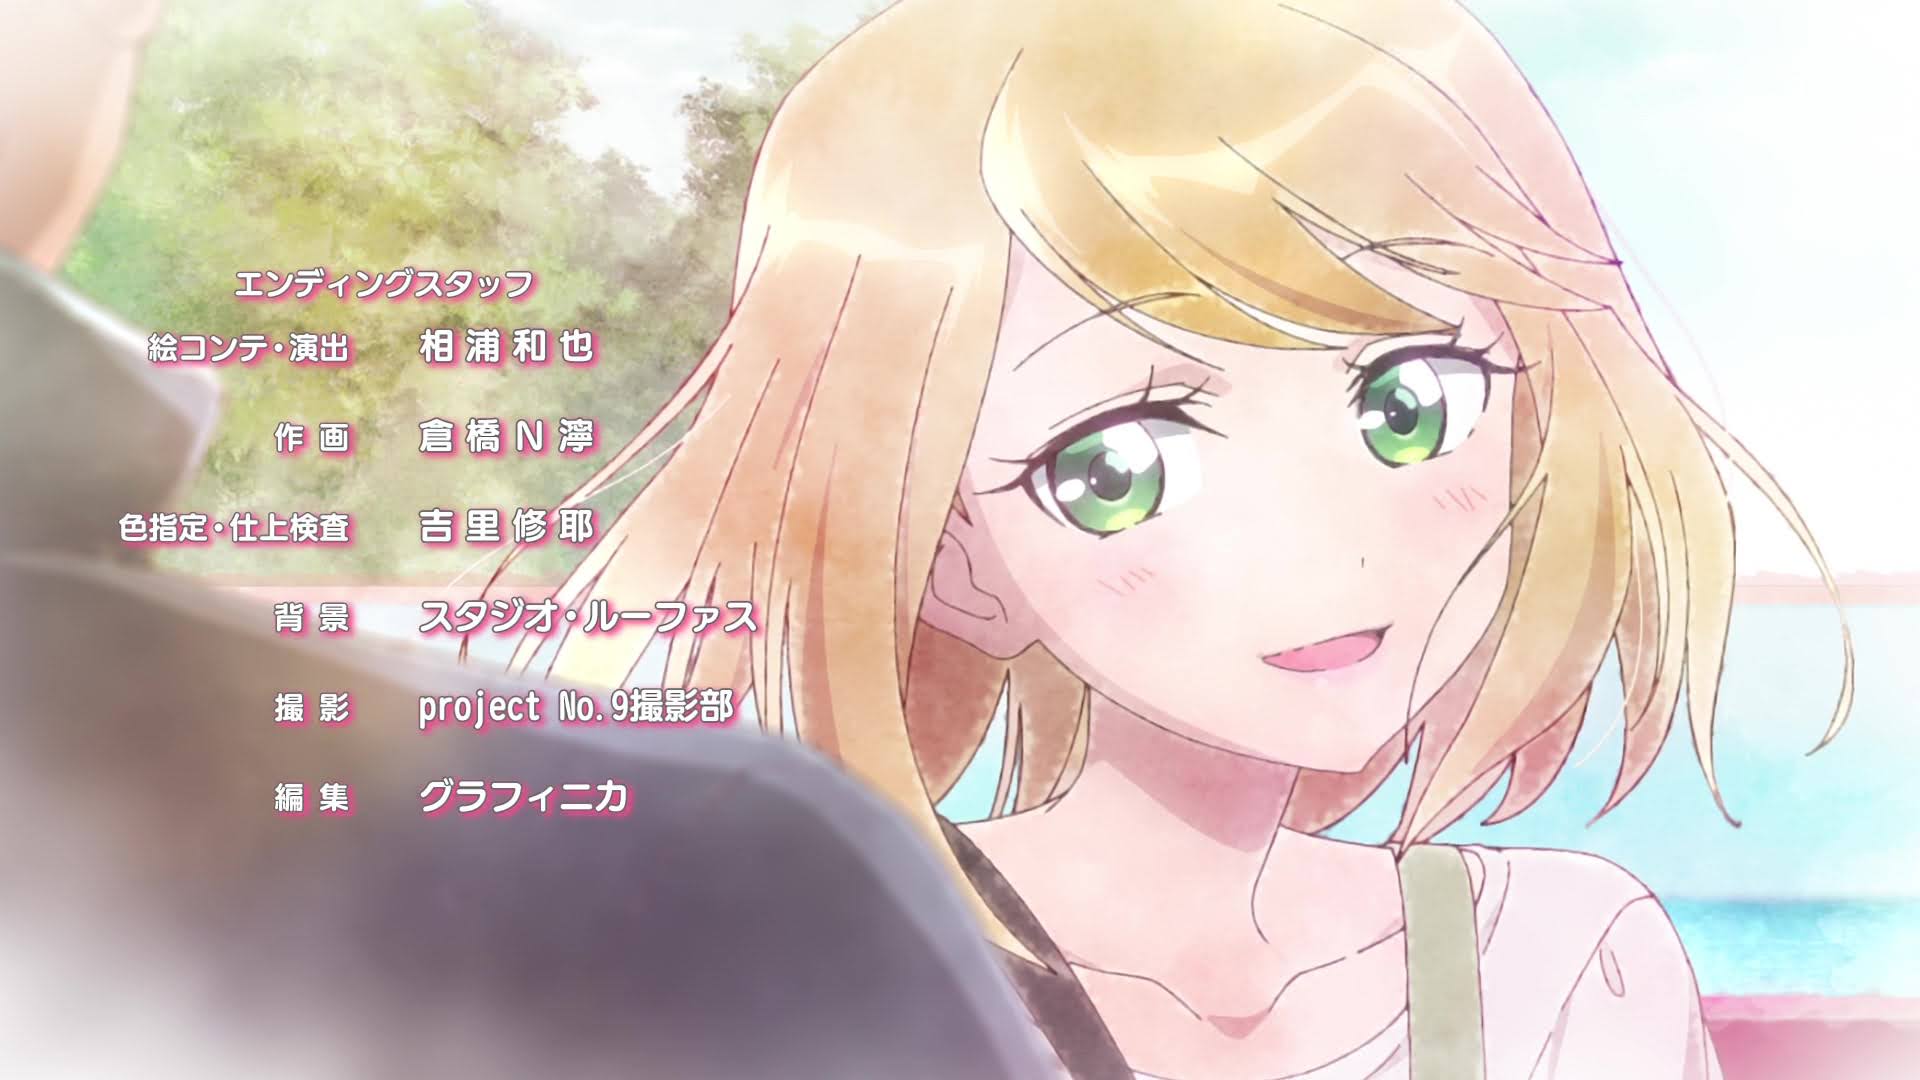 エンディングスタッフ
絵コンテ・演出 相浦和也
作画 倉橋N濘
色指定・仕上検査 吉里修耶
背景 スタジオ・ルーファス
撮影 project No.9撮影部
編集 グラフィニカ